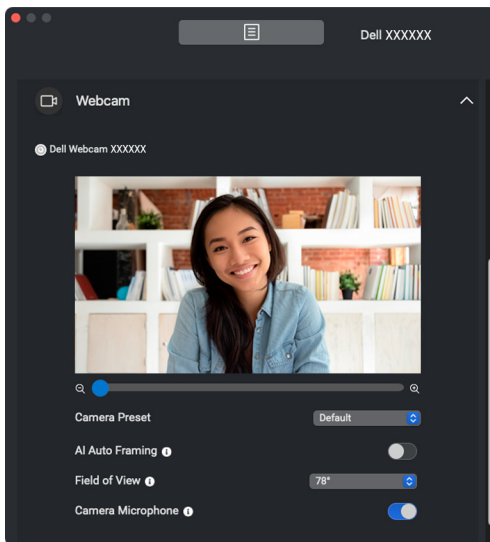 Dell XXXXXX
Webcam
Dell Webcam XXXXXX
Camera Preset Default
AI Auto Framing
Field of View 78°
Camera Microphone